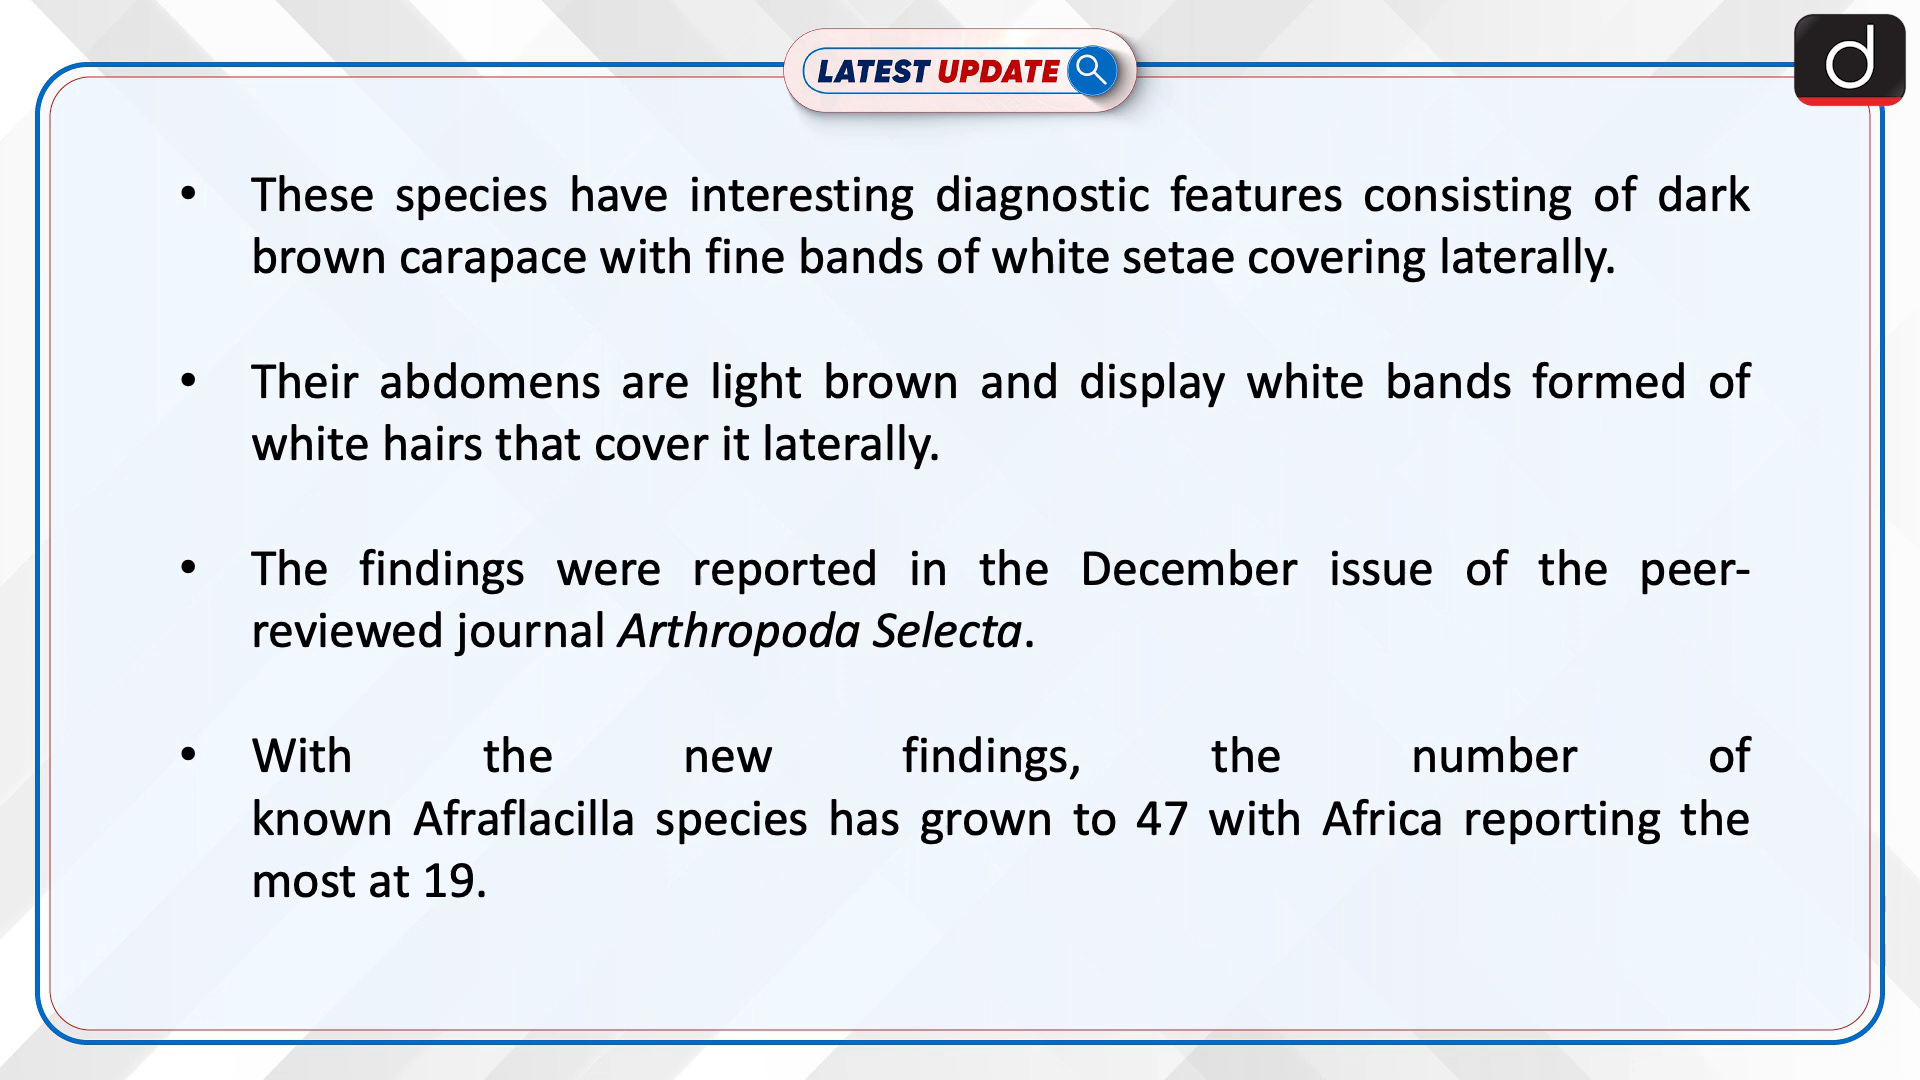 LATEST UPDATE
d
• These species have interesting diagnostic features consisting of dark
brown carapace with fine bands of white setae covering laterally.
• Their abdomens are light brown and display white bands formed of
white hairs that cover it laterally.
• The findings were reported in the December issue of the peer-
reviewed journal Arthropoda Selecta.
• With the new findings, the number of
known Afraflacilla species has grown to 47 with Africa reporting the
most at 19.